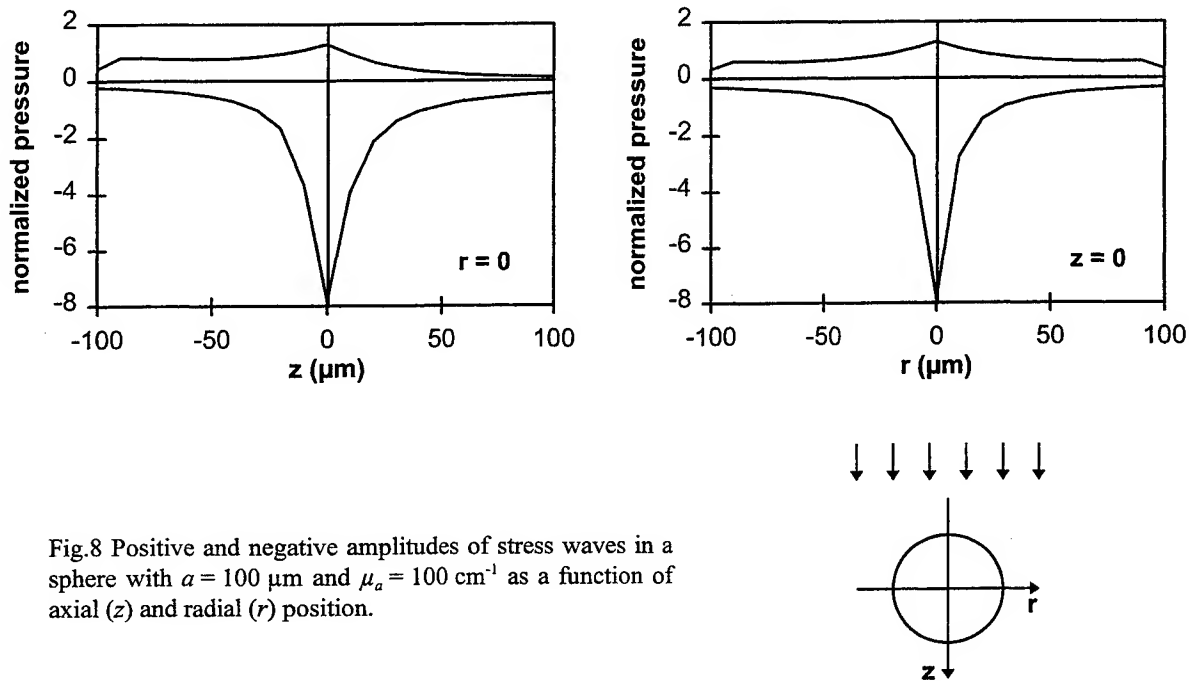 normalized pressure
2
0
-2
-4
-6
-8
r = 0
-100 -50 0 50 100
z (µm)
normalized pressure
2
0
-2
-4
-6
-8
z = 0
-100 -50 0 50 100
r (µm)
Fig.8 Positive and negative amplitudes of stress waves in a
sphere with a = 100 µm and µₐ = 100 cm⁻¹ as a function of
axial (z) and radial (r) position.
r
z